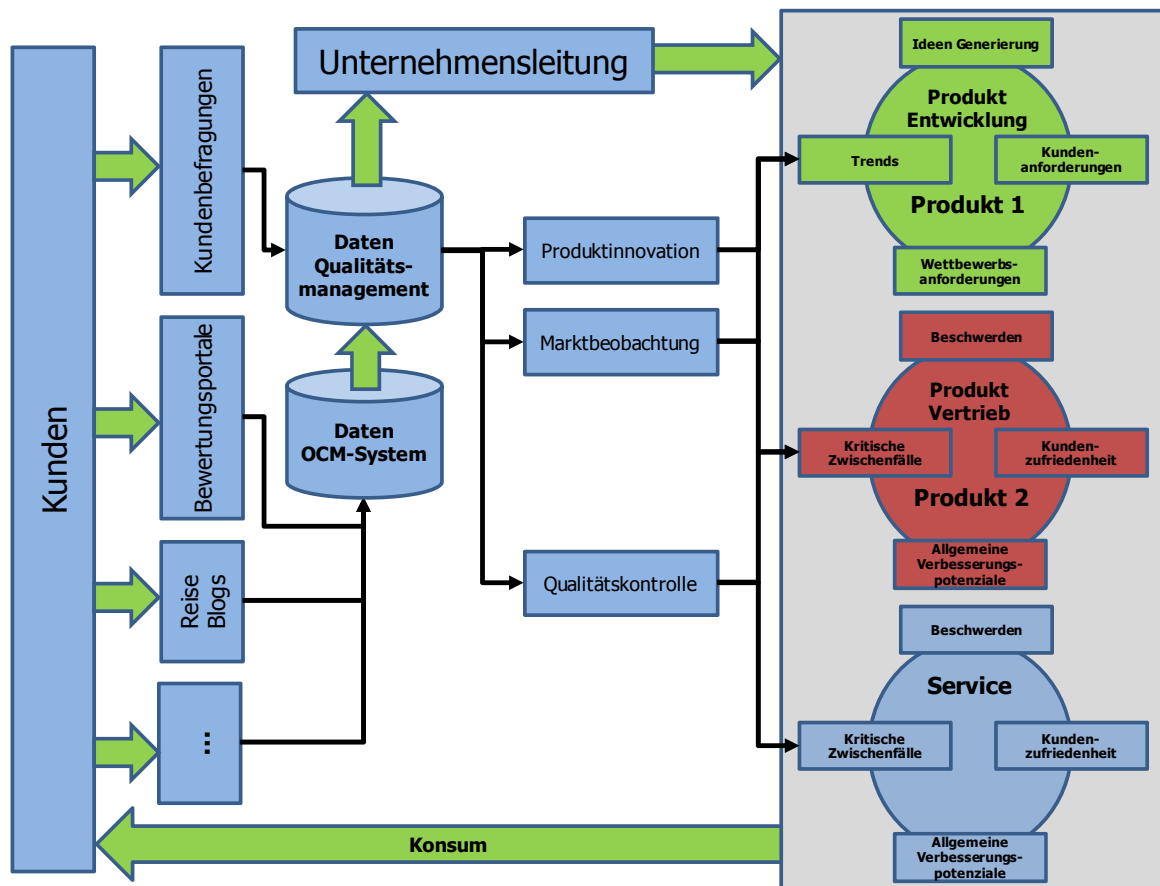 Kunden
Kundenbefragungen
Bewertungsportale
Reise
Blogs
...
Unternehmensleitung
Daten
Qualitäts-
management
Daten
OCM-System
Produktinnovation
Marktbeobachtung
Qualitätskontrolle
Ideen Generierung
Produkt
Entwicklung
Trends
Kunden-
anforderungen
Produkt 1
Wettbewerbs-
anforderungen
Beschwerden
Produkt
Vertrieb
Kritische
Zwischenfälle
Kunden-
zufriedenheit
Produkt 2
Allgemeine
Verbesserungs-
potenziale
Beschwerden
Service
Kritische
Zwischenfälle
Kunden-
zufriedenheit
Allgemeine
Verbesserungs-
potenziale
Konsum